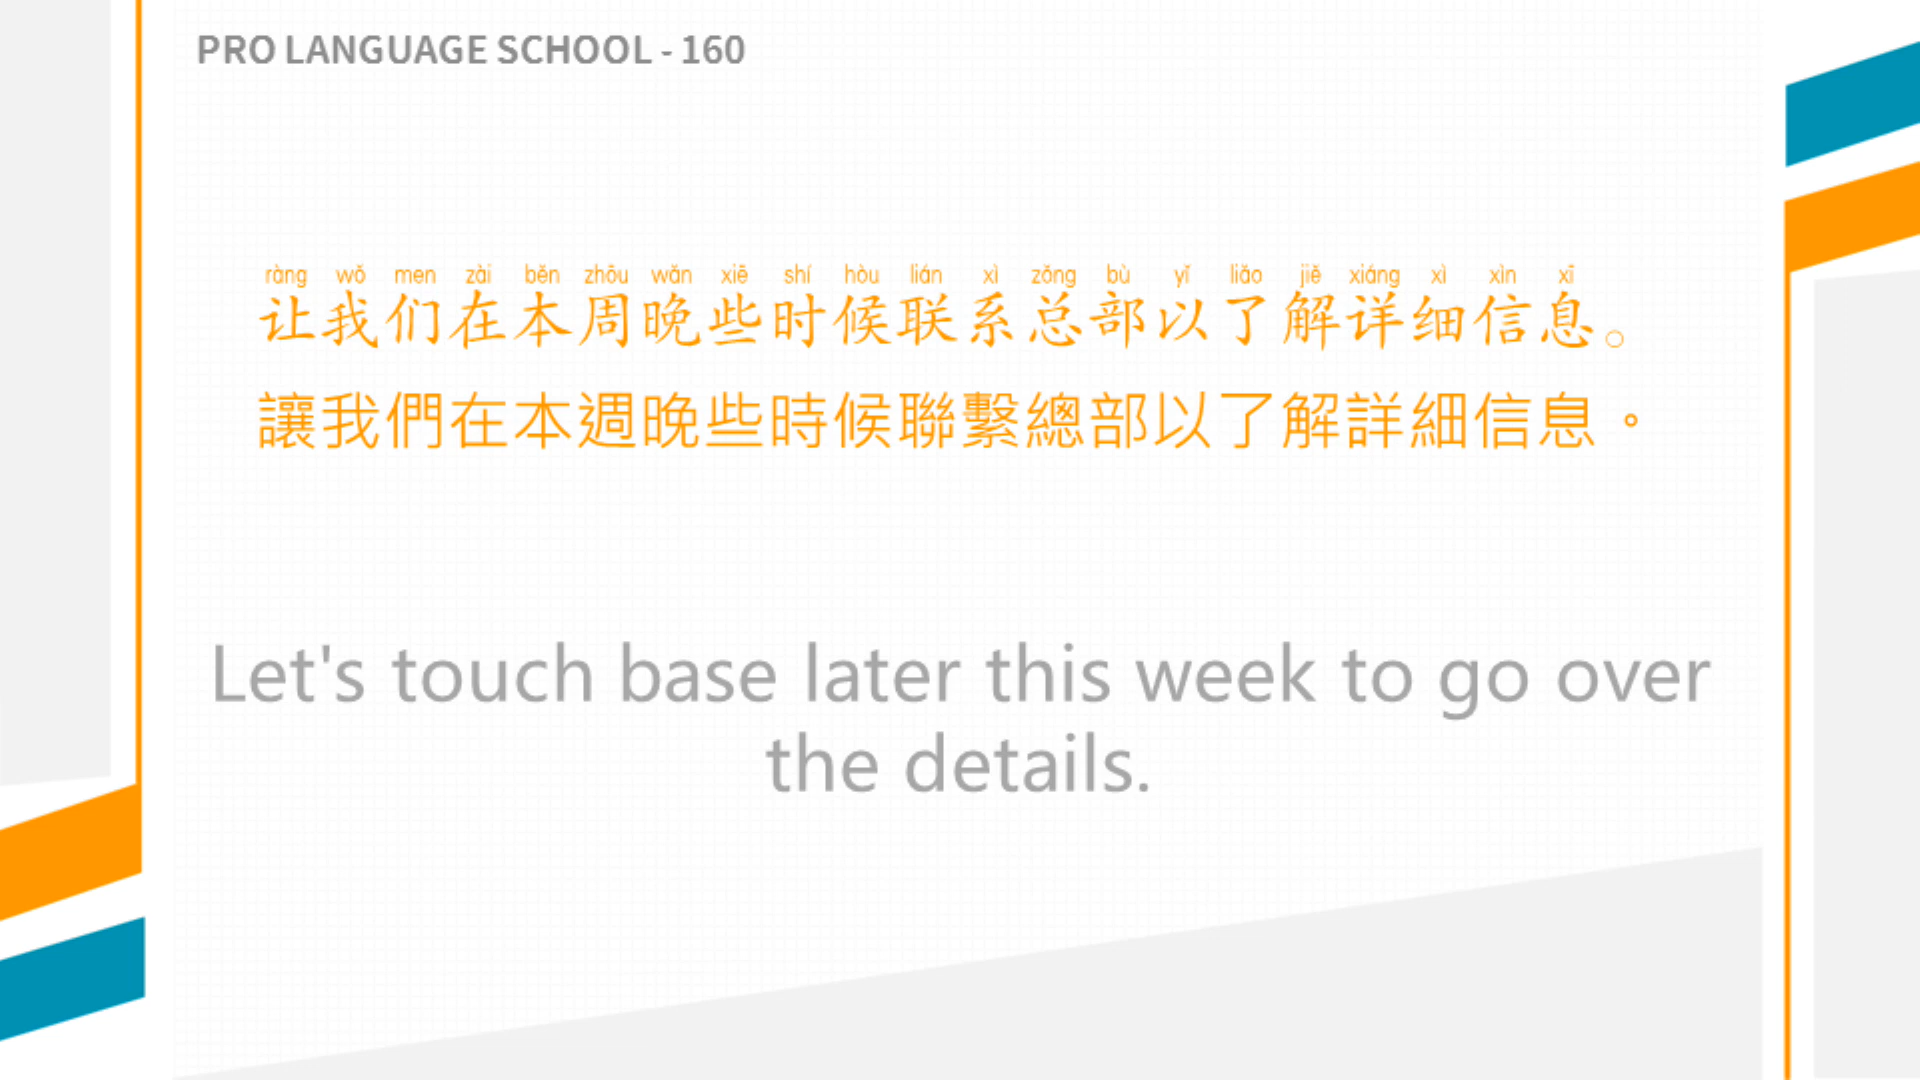 PRO LANGUAGE SCHOOL - 160
ràng wǒ men zài běn zhōu wǎn xiē shí hòu lián xì zǒng bù yǐ liǎo jiě xiáng xì xìn xī
让我们在本周晚些时候联系总部以了解详细信息。
讓我們在本週晚些時候聯繫總部以了解詳細信息。
Let's touch base later this week to go over
the details.